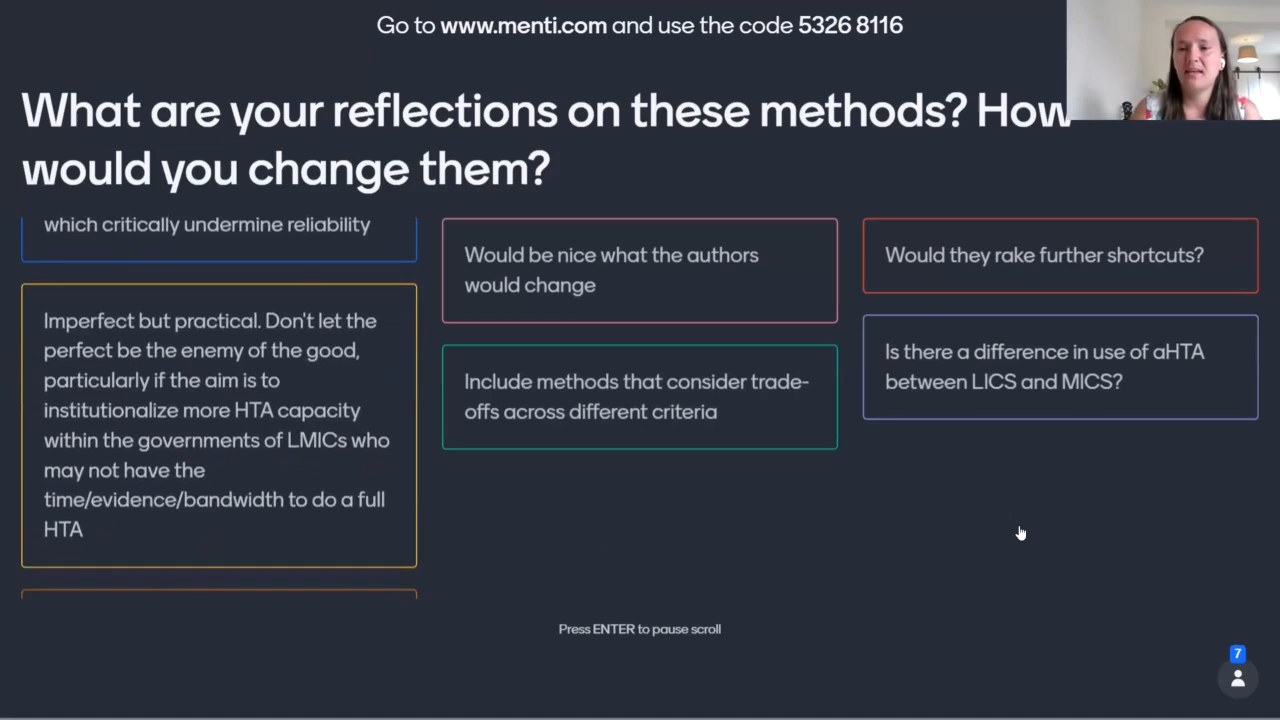 Go to www.menti.com and use the code 5326 8116
What are your reflections on these methods? How
would you change them?
which critically undermine reliability
Imperfect but practical. Don't let the
perfect be the enemy of the good,
particularly if the aim is to
institutionalize more HTA capacity
within the governments of LMICs who
may not have the
time/evidence/bandwidth to do a full
HTA
Would be nice what the authors
would change
Include methods that consider trade-
offs across different criteria
Would they rake further shortcuts?
Is there a difference in use of aHTA
between LICS and MICS?
Press ENTER to pause scroll
7